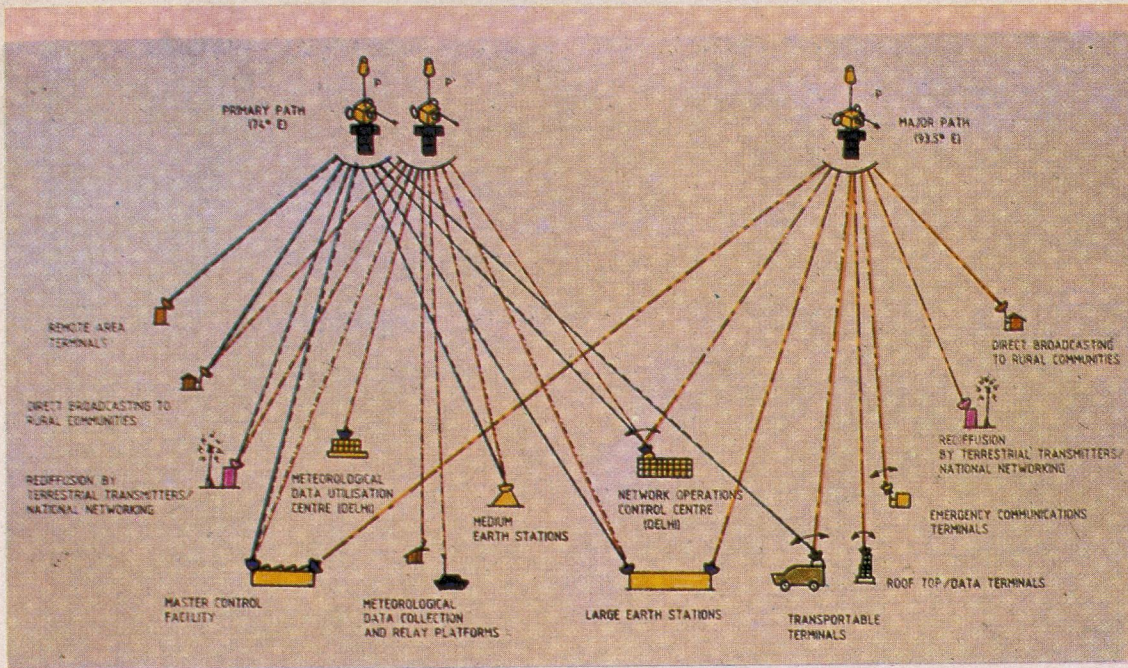 PRIMARY PATH
(74° E)
P
P'
P
MAJOR PATH
(93.5° E)
REMOTE AREA
TERMINALS
DIRECT BROADCASTING TO
RURAL COMMUNITIES
REDIFFUSION BY
TERRESTRIAL TRANSMITTERS/
NATIONAL NETWORKING
METEOROLOGICAL
DATA UTILISATION
CENTRE (DELHI)
MEDIUM
EARTH STATIONS
NETWORK OPERATIONS
CONTROL CENTRE
(DELHI)
DIRECT BROADCASTING
TO RURAL COMMUNITIES
REDIFFUSION
BY TERRESTRIAL TRANSMITTERS/
NATIONAL NETWORKING
EMERGENCY COMMUNICATIONS
TERMINALS
ROOF TOP/DATA TERMINALS
MASTER CONTROL
FACILITY
METEOROLOGICAL
DATA COLLECTION
AND RELAY PLATFORMS
LARGE EARTH STATIONS
TRANSPORTABLE
TERMINALS